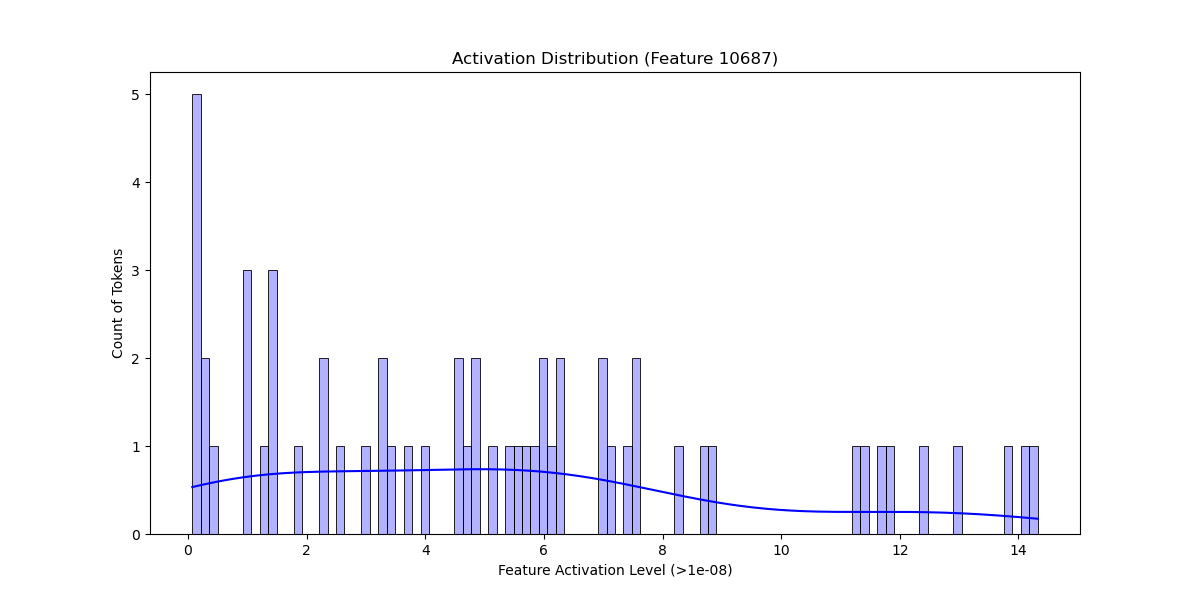 Activation Distribution (Feature 10687)
Count of Tokens
5
4
3
2
1
0
0 2 4 6 8 10 12 14
Feature Activation Level (>1e-08)